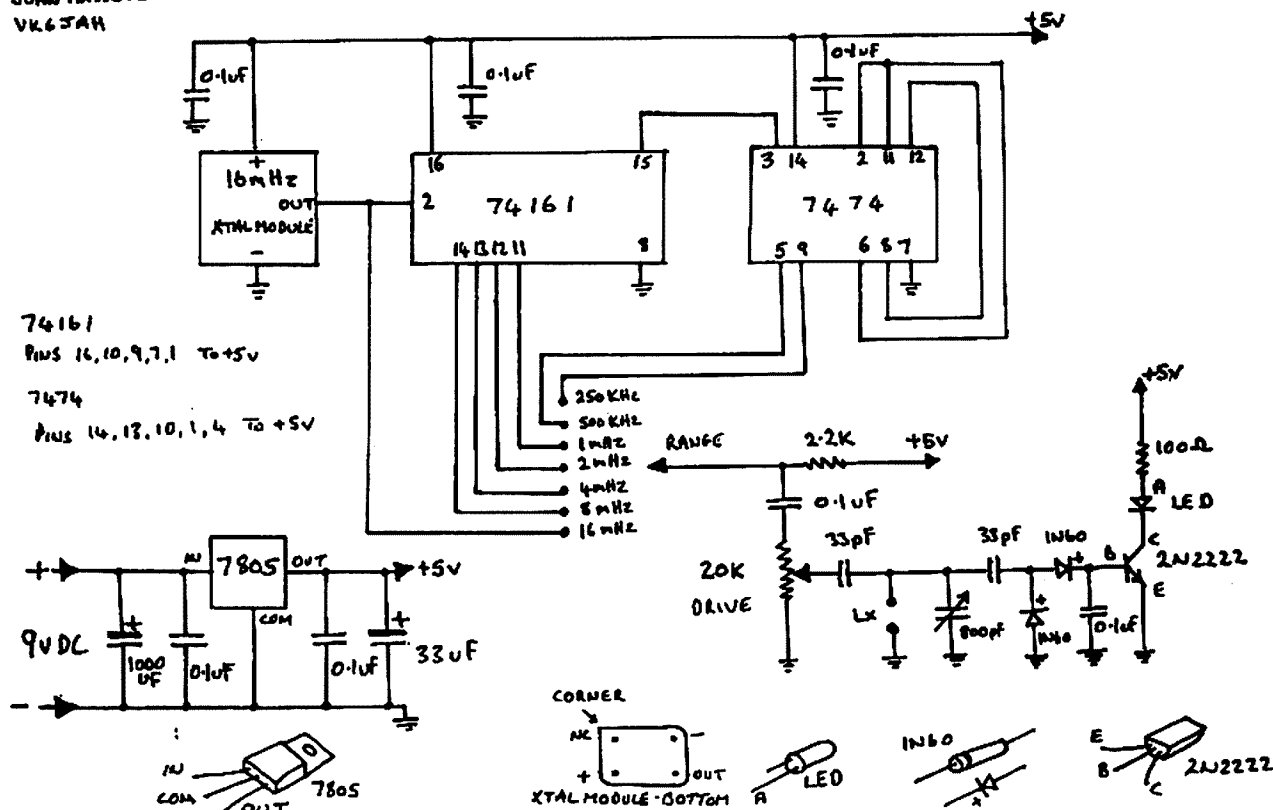 VK6JAH
+5v
0.1uF
0.1uF
0.1uF
+
16mHz
OUT
XTAL MODULE
-
16
15
2
74161
14 13 12 11
8
3 14 2 11 12
7474
5 9 6 8 7
74161
PINS 16,10,9,7,1 To +5v
7474
PINS 14,13,10,1,4 To +5v
250KHz
500KHz
1mHz
2mHz
4mHz
8mHz
16mHz
RANGE
2.2K
+5V
0.1uF
20K
DRIVE
33pF
33pF
1N60
+
Lx
800pf
+
1N60
0.1uF
+5V
100Ω
A
LED
B
C
E
2N2222
+
IN
7805
OUT
COM
+5v
9VDC
+
1000
UF
0.1uF
0.1uF
+
33uF
-
IN
COM
OUT
7805
CORNER
NC
-
+
OUT
XTAL MODULE-BOTTOM
A
LED
1N60
+
E
B
C
2N2222